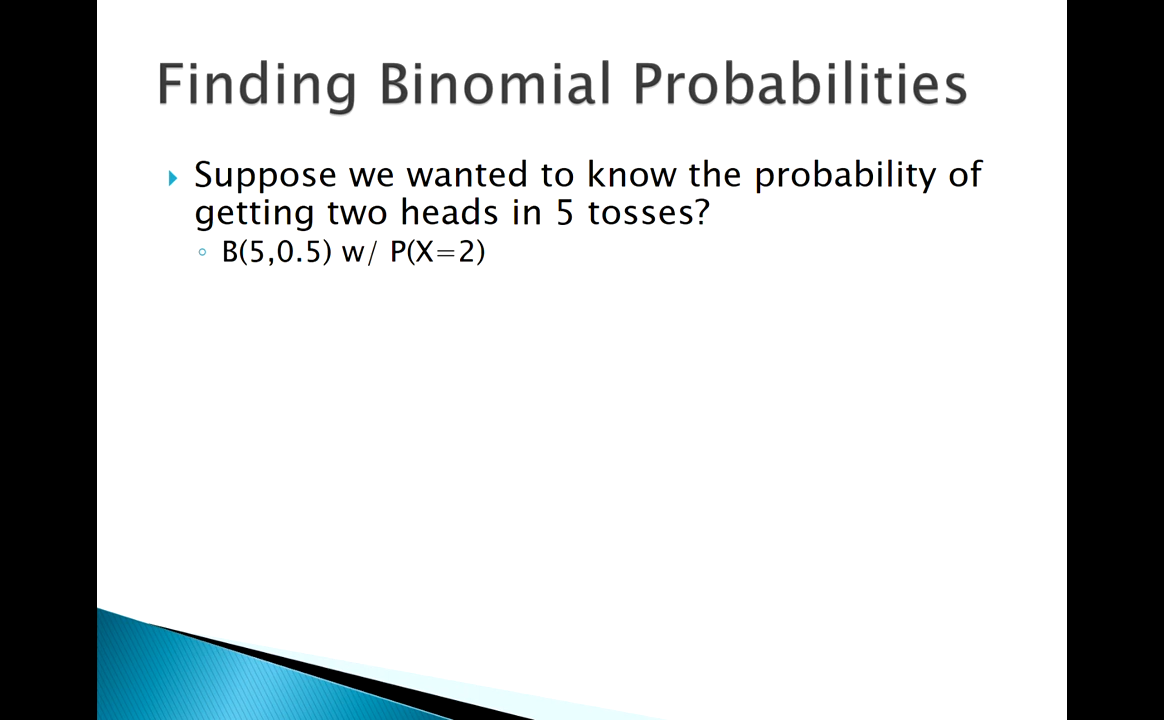 Finding Binomial Probabilities
Suppose we wanted to know the probability of
getting two heads in 5 tosses?
B(5,0.5) w/ P(X=2)